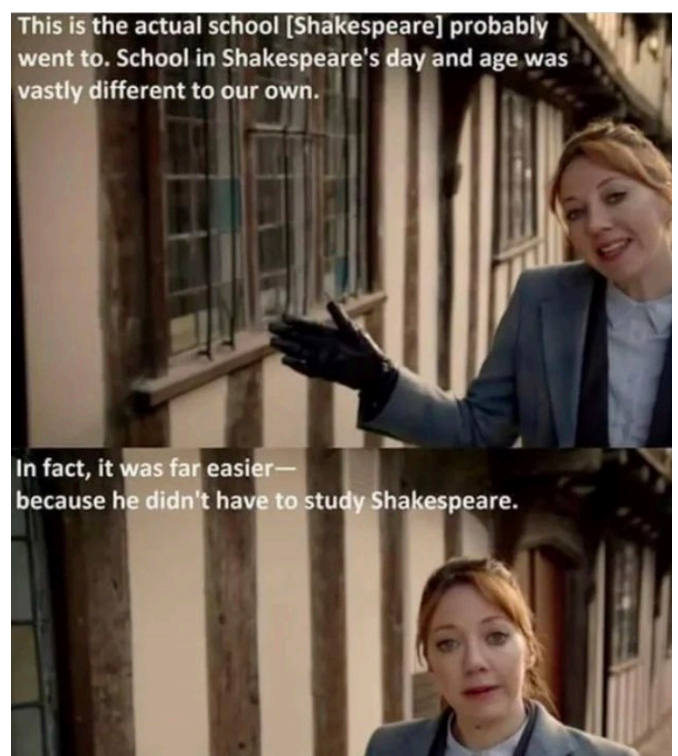 This is the actual school [Shakespeare] probably
went to. School in Shakespeare's day and age was
vastly different to our own.
In fact, it was far easier—
because he didn't have to study Shakespeare.